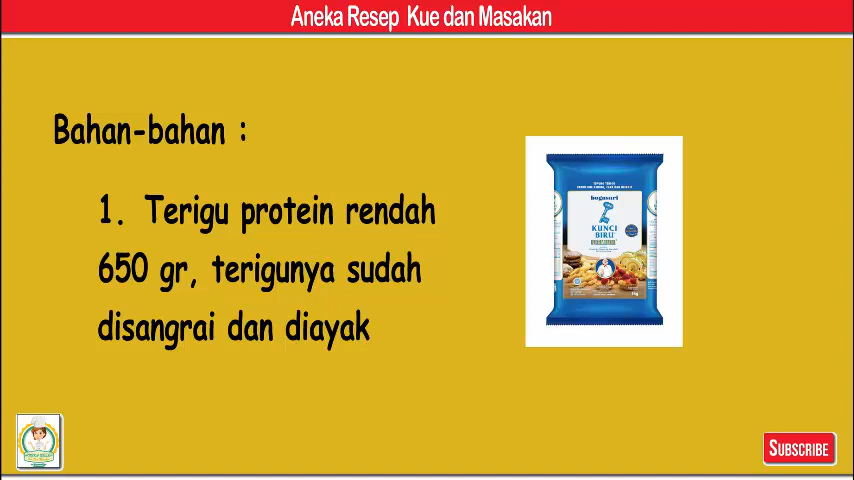 Aneka Resep Kue dan Masakan
Bahan-bahan :
1. Terigu protein rendah
650 gr, terigunya sudah
disangrai dan diayak
bogasari
KUNCI
BIRU
SUBSCRIBE